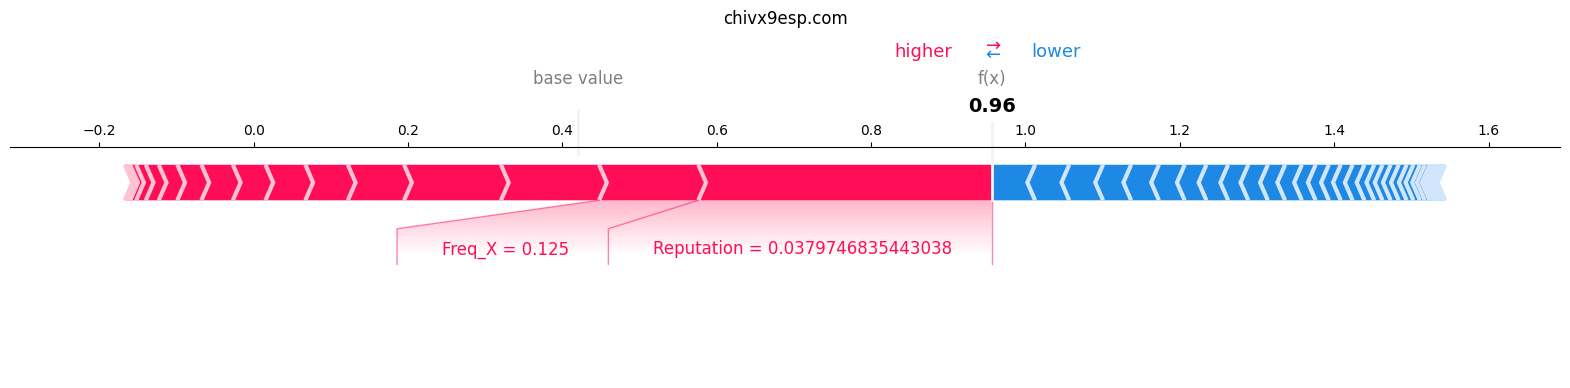 chivx9esp.com
higher → ← lower
base value f(x)
0.96
−0.2 0.0 0.2 0.4 0.6 0.8 1.0 1.2 1.4 1.6
Freq_X = 0.125 Reputation = 0.0379746835443038